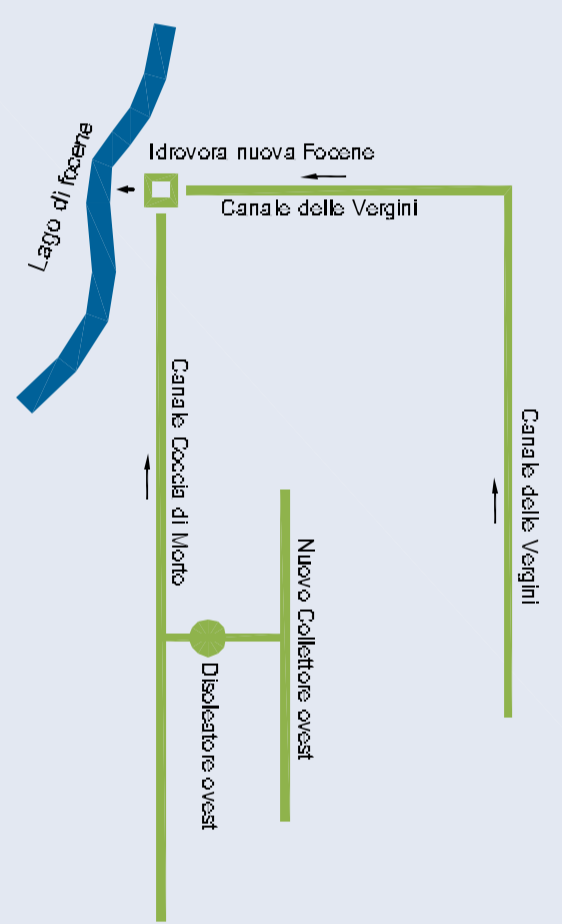 Idrovora nuova Focene
Canale delle Vergini
Lago di focene
Canale Coccia di Morto
Canale delle Vergini
Nuovo Collettore ovest
Disoleatore ovest